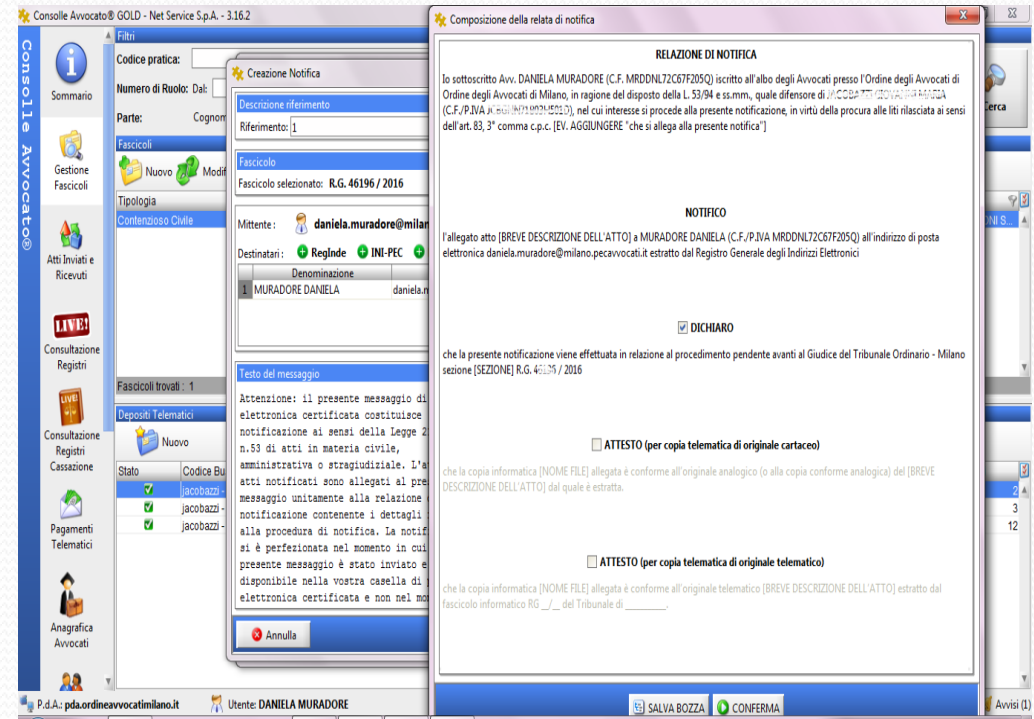 Consolle Avvocato® GOLD - Net Service S.p.A. - 3.16.2
Consolle Avvocato®
Sommario
Gestione
Fascicoli
Atti Inviati e
Ricevuti
LIVE!
Consultazione
Registri
LIVE!
Consultazione
Registri
Cassazione
Pagamenti
Telematici
Anagrafica
Avvocati
Filtri
Codice pratica:
Numero di Ruolo: Dal:
Parte: Cognom
Cerca
Fascicoli
Nuovo Modif
Tipologia
Contenzioso Civile
ONI S...
Fascicoli trovati : 1
Depositi Telematici
Nuovo
Stato Codice Bu
jacobazzi - 2
jacobazzi - 3
jacobazzi - 12
Creazione Notifica
Descrizione riferimento
Riferimento: 1
Fascicolo
Fascicolo selezionato: R.G. 46196 / 2016
Mittente : daniela.muradore@milan
Destinatari : RegInde INI-PEC
Denominazione
1 MURADORE DANIELA daniela.m
Testo del messaggio
Attenzione: il presente messaggio di
elettronica certificata costituisce
notificazione ai sensi della Legge 2
n.53 di atti in materia civile,
amministrativa o stragiudiziale. L'a
atti notificati sono allegati al pre
messaggio unitamente alla relazione
notificazione contenente i dettagli
alla procedura di notifica. La notif
si è perfezionata nel momento in cui
presente messaggio è stato inviato e
disponibile nella vostra casella di
elettronica certificata e non nel mo
Annulla
Composizione della relata di notifica
RELAZIONE DI NOTIFICA
Io sottoscritto Avv. DANIELA MURADORE (C.F. MRDDNL72C67F205Q) iscritto all'albo degli Avvocati presso l'Ordine degli Avvocati di
Ordine degli Avvocati di Milano, in ragione del disposto della L. 53/94 e ss.mm., quale difensore di
(C.F./P.IVA nel cui interesse si procede alla presente notificazione, in virtù della procura alle liti rilasciata ai sensi
dell'art. 83, 3° comma c.p.c. [EV. AGGIUNGERE "che si allega alla presente notifica"]
NOTIFICO
l'allegato atto [BREVE DESCRIZIONE DELL'ATTO] a MURADORE DANIELA (C.F./P.IVA MRDDNL72C67F205Q) all'indirizzo di posta
elettronica daniela.muradore@milano.pecavvocati.it estratto dal Registro Generale degli Indirizzi Elettronici
DICHIARO
che la presente notificazione viene effettuata in relazione al procedimento pendente avanti al Giudice del Tribunale Ordinario - Milano
sezione [SEZIONE] R.G. / 2016
ATTESTO (per copia telematica di originale cartaceo)
che la copia informatica [NOME FILE] allegata è conforme all'originale analogico (o alla copia conforme analogica) del [BREVE
DESCRIZIONE DELL'ATTO] dal quale è estratta.
ATTESTO (per copia telematica di originale telematico)
che la copia informatica [NOME FILE] allegata è conforme all'originale telematico [BREVE DESCRIZIONE DELL'ATTO] estratto dal
fascicolo informatico RG __/__ del Tribunale di _________.
SALVA BOZZA CONFERMA
P.d.A.: pda.ordineavvocatimilano.it Utente: DANIELA MURADORE Avvisi (1)